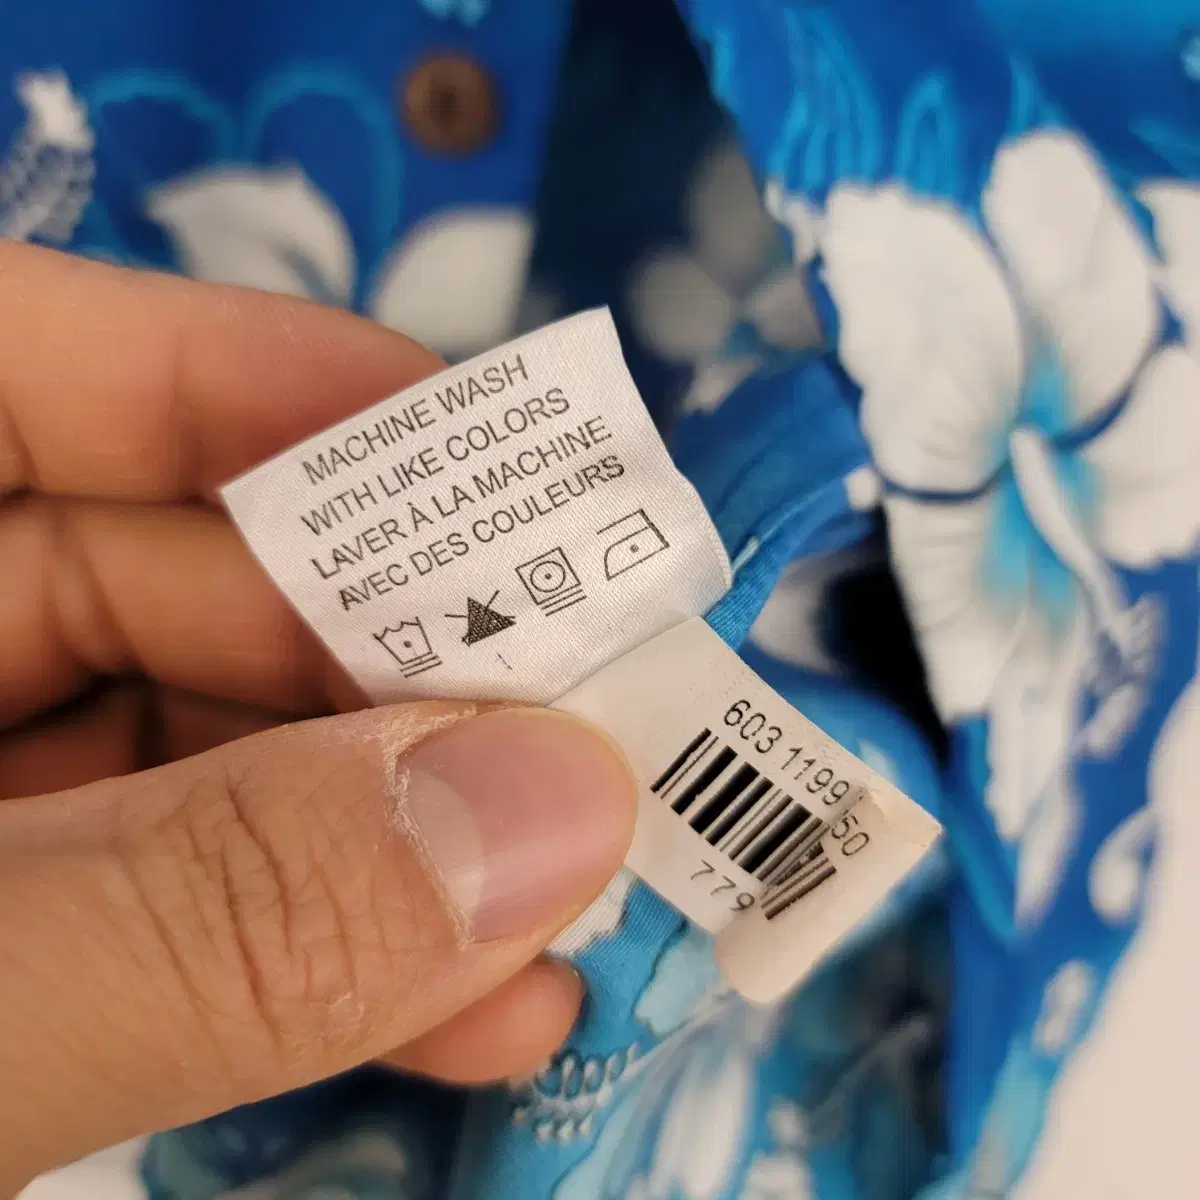 MACHINE WASH
WITH LIKE COLORS
LAVER À LA MACHINE
AVEC DES COULEURS
603 1199 50
779